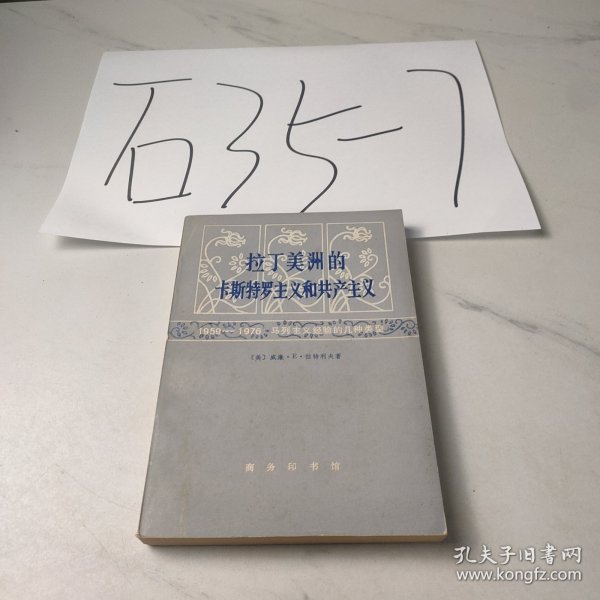 石35-7
拉丁美洲的
卡斯特罗主义和共产主义
1959—1976 马列主义经验的几种类型
〔美〕威廉·E·拉特利夫著
商务印书馆
孔夫子旧书网
www.kongfz.com